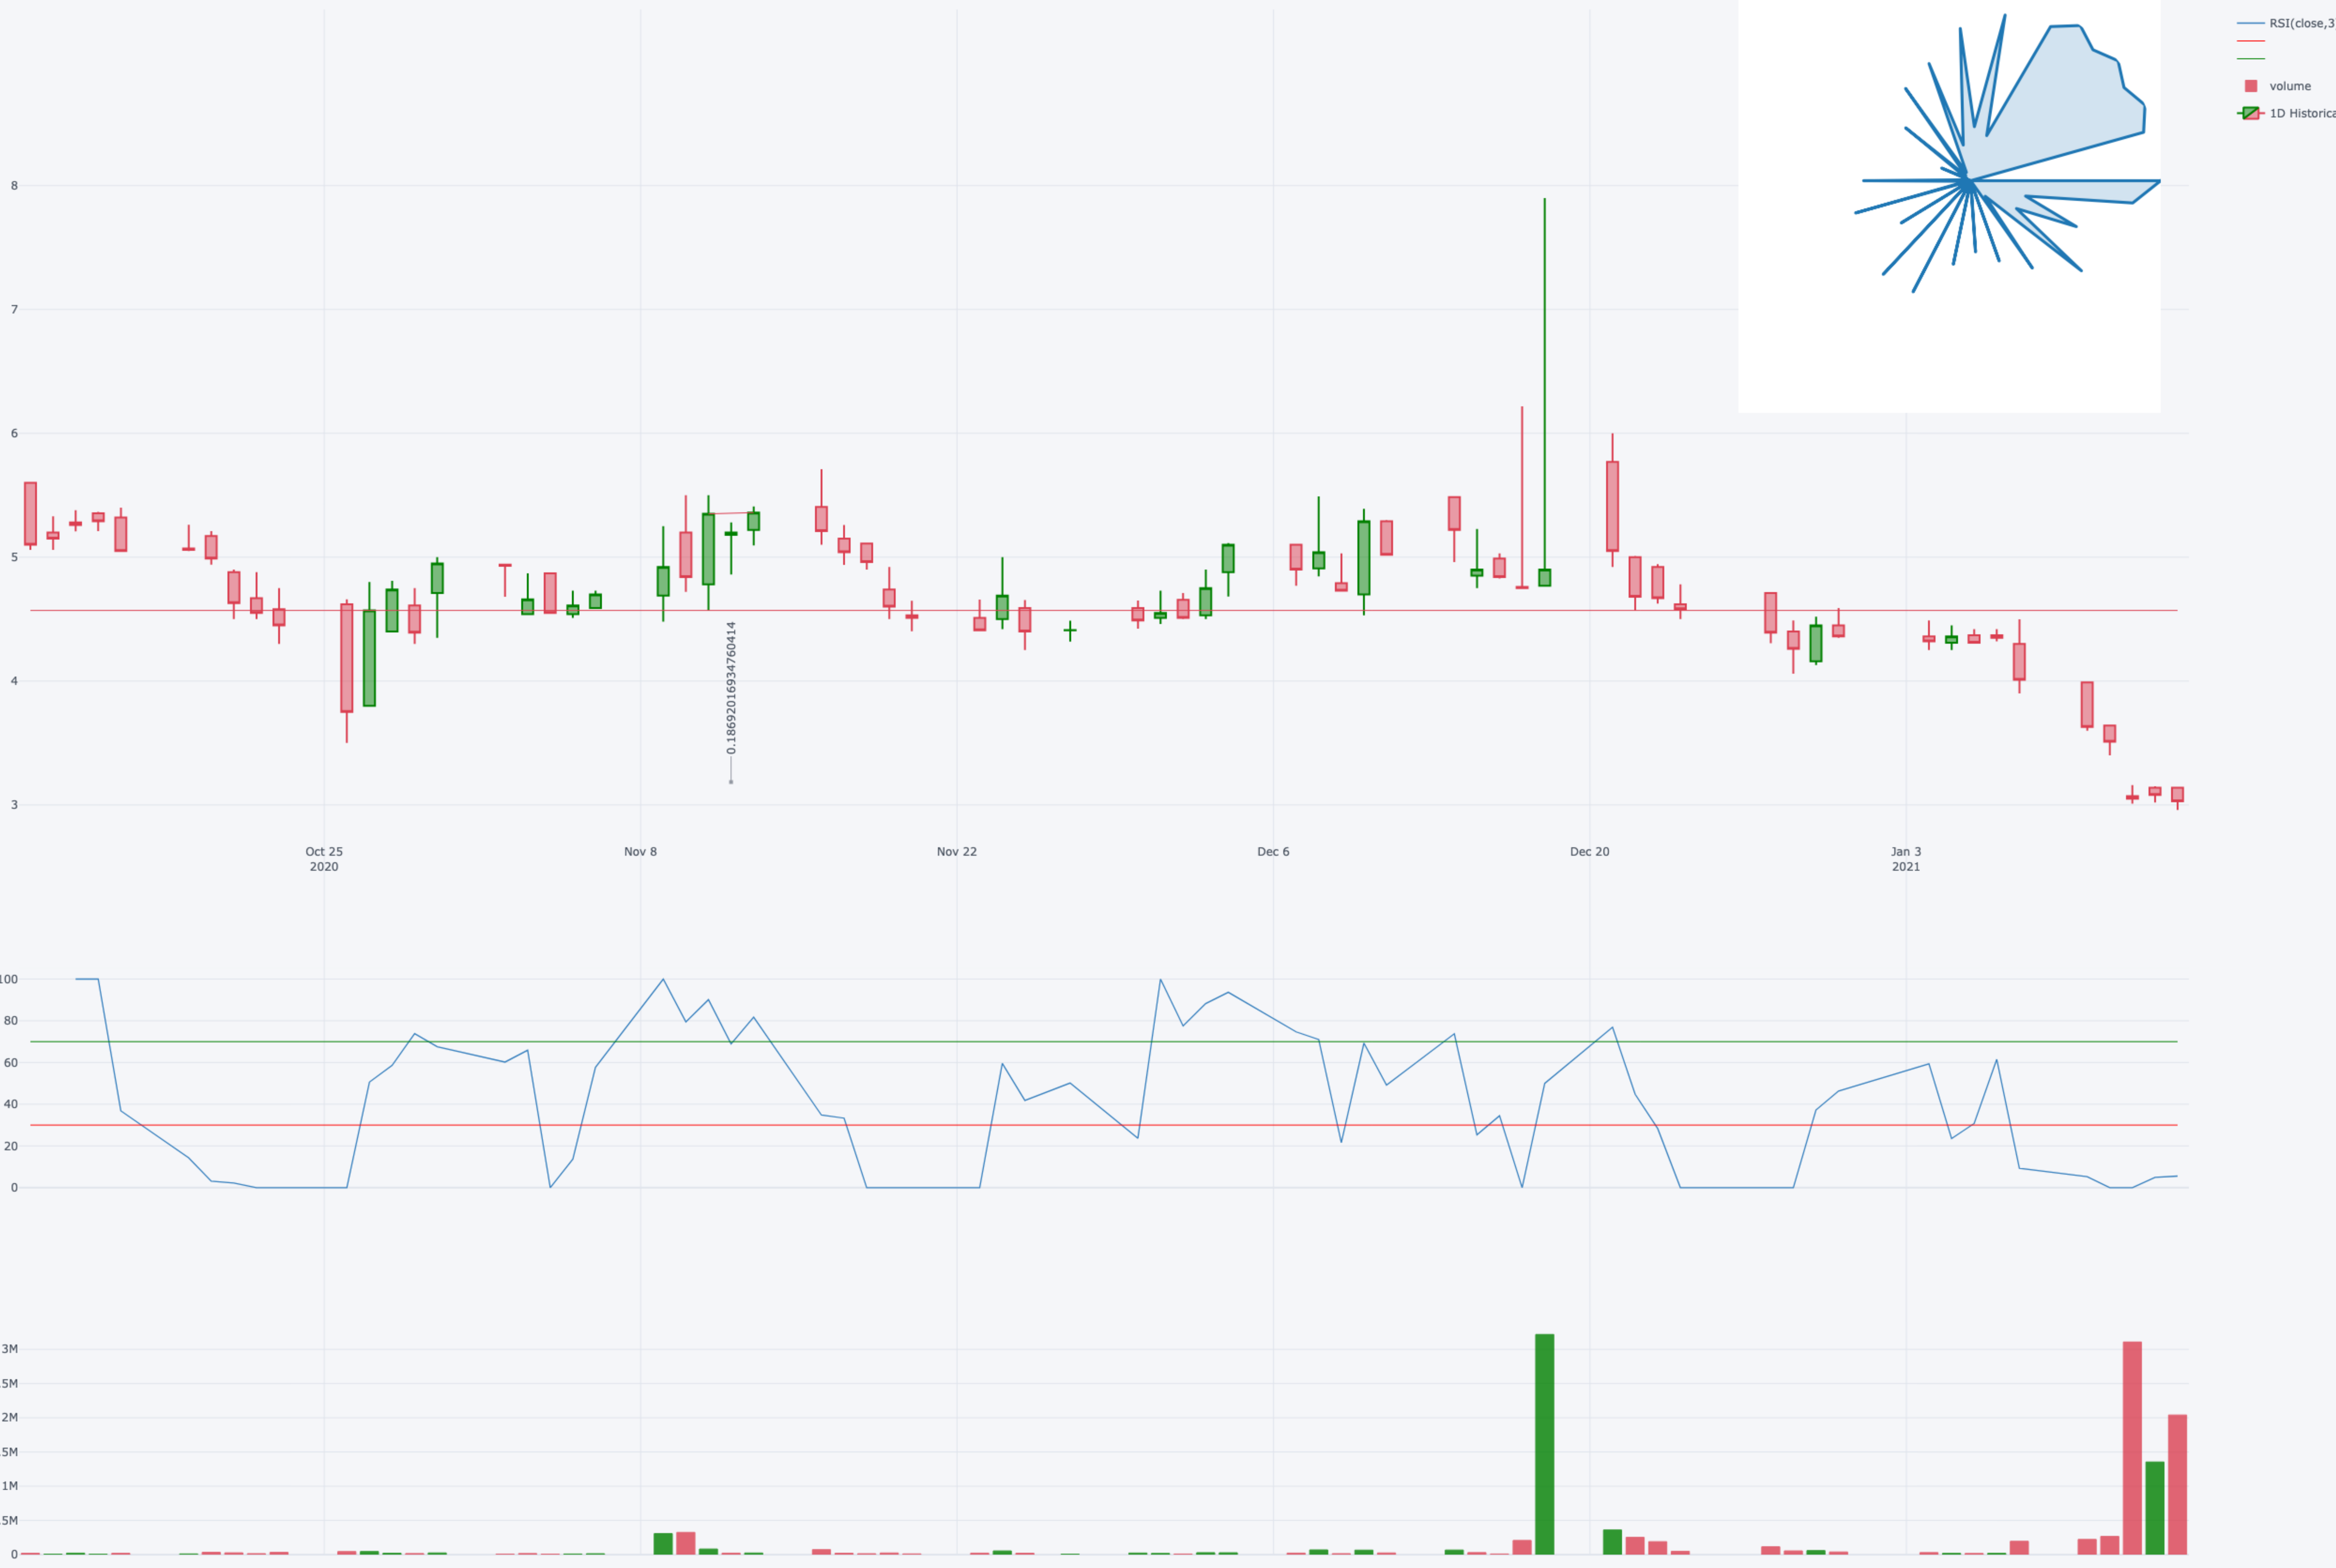 RSI(close,3
volume
1D Historica
8
7
6
5
4
3
0.1869201693476041​4
Oct 25
2020
Nov 8
Nov 22
Dec 6
Dec 20
Jan 3
2021
100
80
60
40
20
0
3M
.5M
2M
.5M
1M
.5M
0